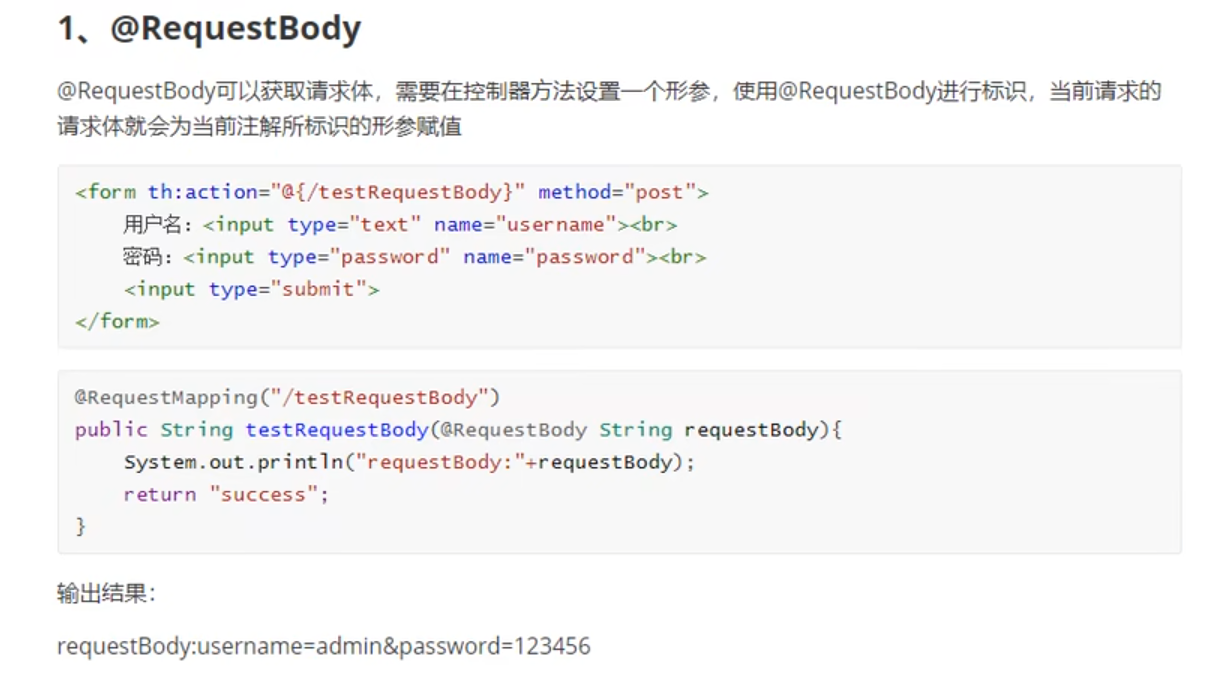 1、@RequestBody
@RequestBody可以获取请求体，需要在控制器方法设置一个形参，使用@RequestBody进行标识，当前请求的
请求体就会为当前注解所标识的形参赋值
<form th:action="@{/testRequestBody}" method="post">
    用户名：<input type="text" name="username"><br>
    密码：<input type="password" name="password"><br>
    <input type="submit">
</form>
@RequestMapping("/testRequestBody")
public String testRequestBody(@RequestBody String requestBody){
    System.out.println("requestBody:"+requestBody);
    return "success";
}
输出结果：
requestBody:username=admin&password=123456